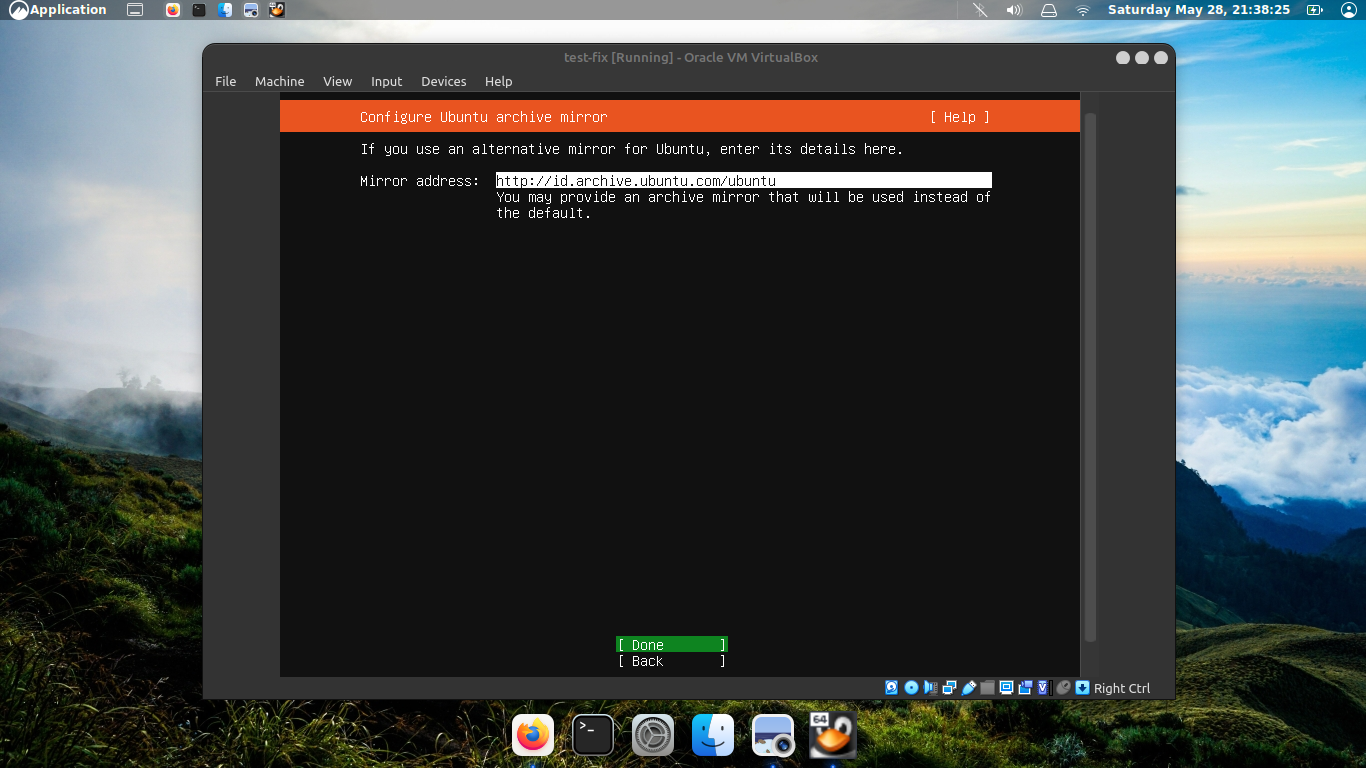 Application
Saturday May 28, 21:38:25
test-fix [Running] - Oracle VM VirtualBox
File Machine View Input Devices Help
Configure Ubuntu archive mirror [ Help ]
If you use an alternative mirror for Ubuntu, enter its details here.
Mirror address: http://id.archive.ubuntu.com/ubuntu
You may provide an archive mirror that will be used instead of
the default.
[ Done ]
[ Back ]
Right Ctrl
64